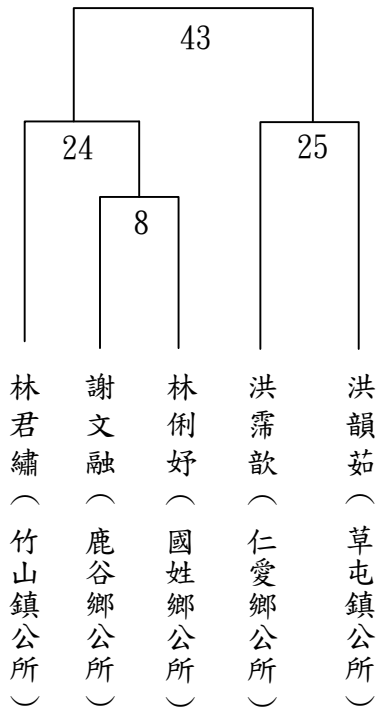 43
24
25
8
林君繡(竹山鎮公所)
謝文融(鹿谷鄉公所)
林俐妤(國姓鄉公所)
洪霈歆(仁愛鄉公所)
洪韻茹(草屯鎮公所)